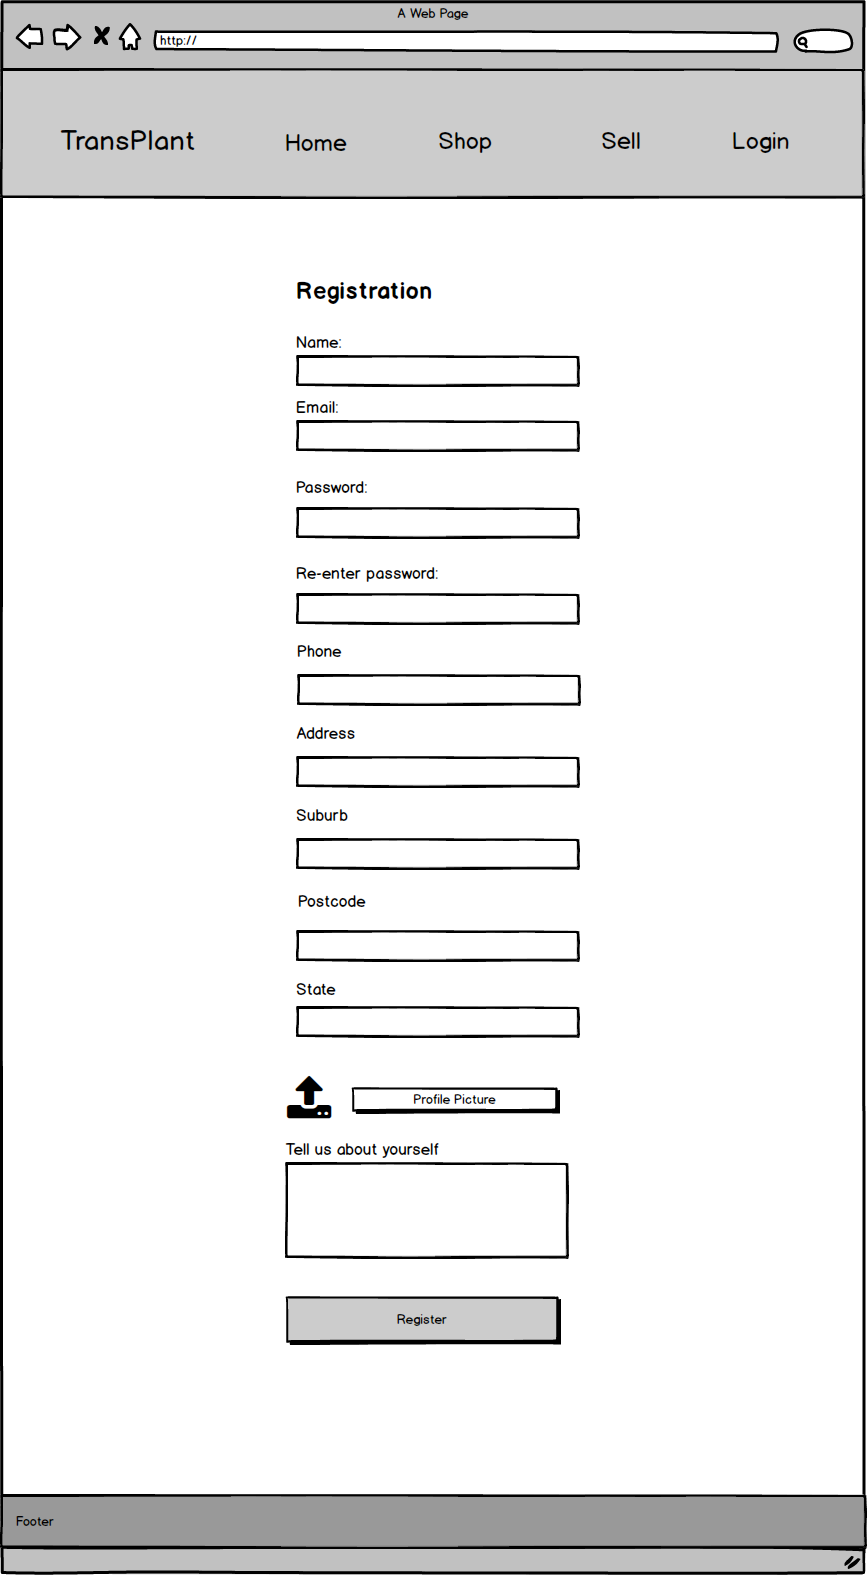 A Web Page
http://
TransPlant
Home
Shop
Sell
Login
Registration
Name:
Email:
Password:
Re-enter password:
Phone
Address
Suburb
Postcode
State
Profile Picture
Tell us about yourself
Register
Footer